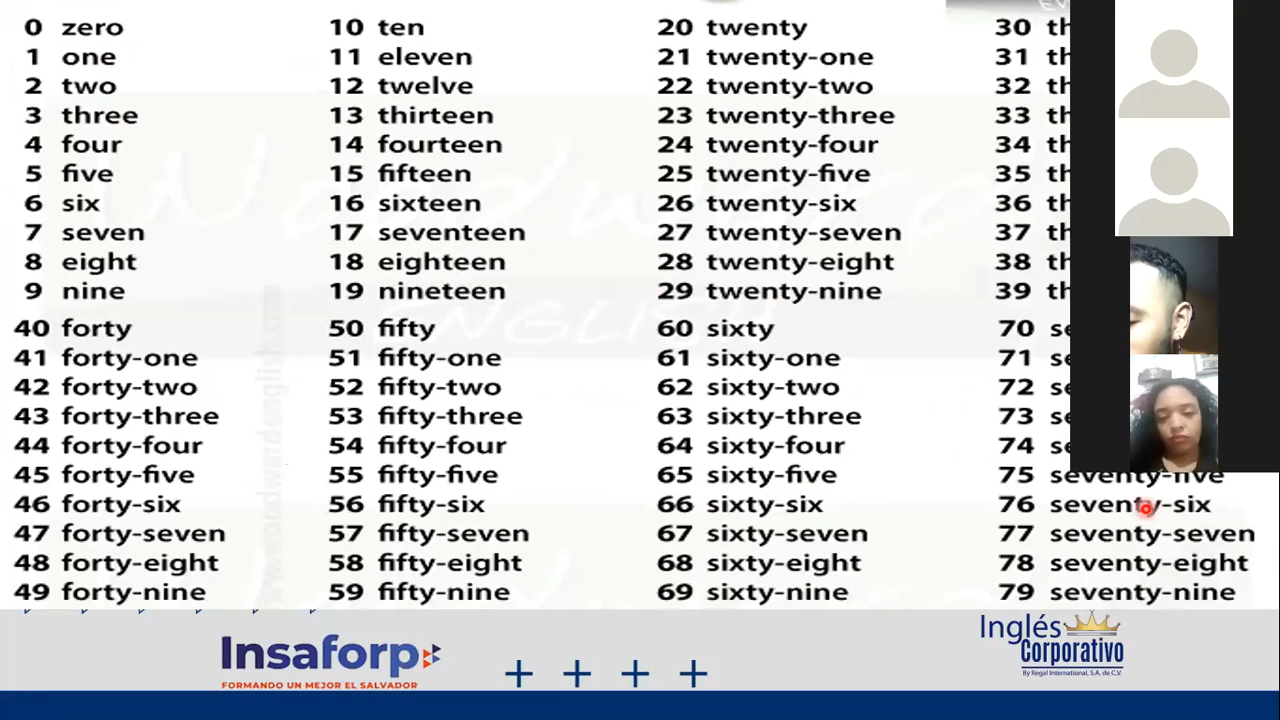 0 zero 10 ten 20 twenty 30
1 one 11 eleven 21 twenty-one 31
2 two 12 twelve 22 twenty-two 32
3 three 13 thirteen 23 twenty-three 33
4 four 14 fourteen 24 twenty-four 34
5 five 15 fifteen 25 twenty-five 35
6 six 16 sixteen 26 twenty-six 36
7 seven 17 seventeen 27 twenty-seven 37
8 eight 18 eighteen 28 twenty-eight 38
9 nine 19 nineteen 29 twenty-nine 39
40 forty 50 fifty 60 sixty 70
41 forty-one 51 fifty-one 61 sixty-one 71
42 forty-two 52 fifty-two 62 sixty-two 72
43 forty-three 53 fifty-three 63 sixty-three 73
44 forty-four 54 fifty-four 64 sixty-four 74
45 forty-five 55 fifty-five 65 sixty-five 75 seventy-five
46 forty-six 56 fifty-six 66 sixty-six 76 seventy-six
47 forty-seven 57 fifty-seven 67 sixty-seven 77 seventy-seven
48 forty-eight 58 fifty-eight 68 sixty-eight 78 seventy-eight
49 forty-nine 59 fifty-nine 69 sixty-nine 79 seventy-nine
ENGLISH
www.woodwardenglish.com
Insaforp
FORMANDO UN MEJOR EL SALVADOR
Inglés
Corporativo
By Regal International, S.A. de C.V.